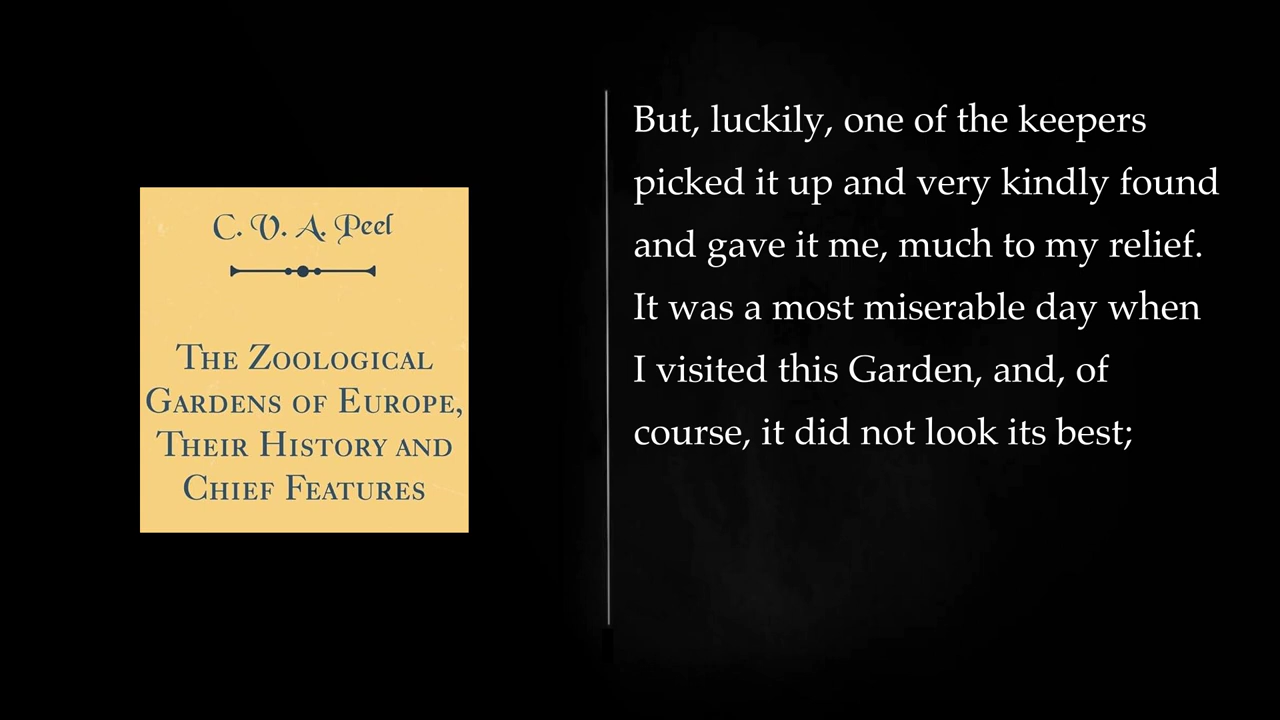 C. V. A. Peel
The Zoological
Gardens of Europe,
Their History and
Chief Features
But, luckily, one of the keepers
picked it up and very kindly found
and gave it me, much to my relief.
It was a most miserable day when
I visited this Garden, and, of
course, it did not look its best;